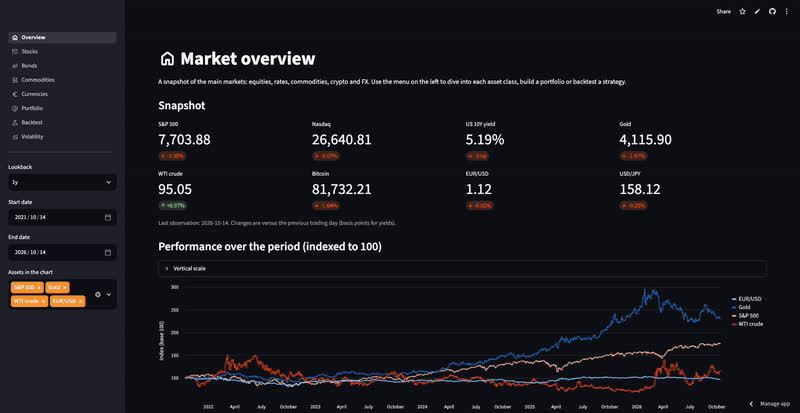 Share
Overview
Stocks
Bonds
Commodities
Currencies
Portfolio
Backtest
Volatility
Lookback
1y
Start date
2021 / 10 / 14
End date
2026 / 10 / 14
Assets in the chart
S&P 500 x Gold x
WTI crude x EUR/USD x
Market overview
A snapshot of the main markets: equities, rates, commodities, crypto and FX. Use the menu on the left to dive into each asset class, build a portfolio or backtest a strategy.
Snapshot
S&P 500 Nasdaq US 10Y yield Gold
7,703.88 26,640.81 5.19% 4,115.90
-2.07% -1.47%
WTI crude Bitcoin EUR/USD USD/JPY
95.05 81,732.21 1.12 158.12
+0.97% -1.64% -0.02% -0.25%
Last observation: 2026-10-14. Changes are versus the previous trading day (basis points for yields).
Performance over the period (indexed to 100)
Vertical scale
Index (base 100)
300
250
200
150
100
EUR/USD
Gold
S&P 500
WTI crude
2022 April July October 2023 April July October 2024 April July October 2025 April July October 2026 April July October
Manage app